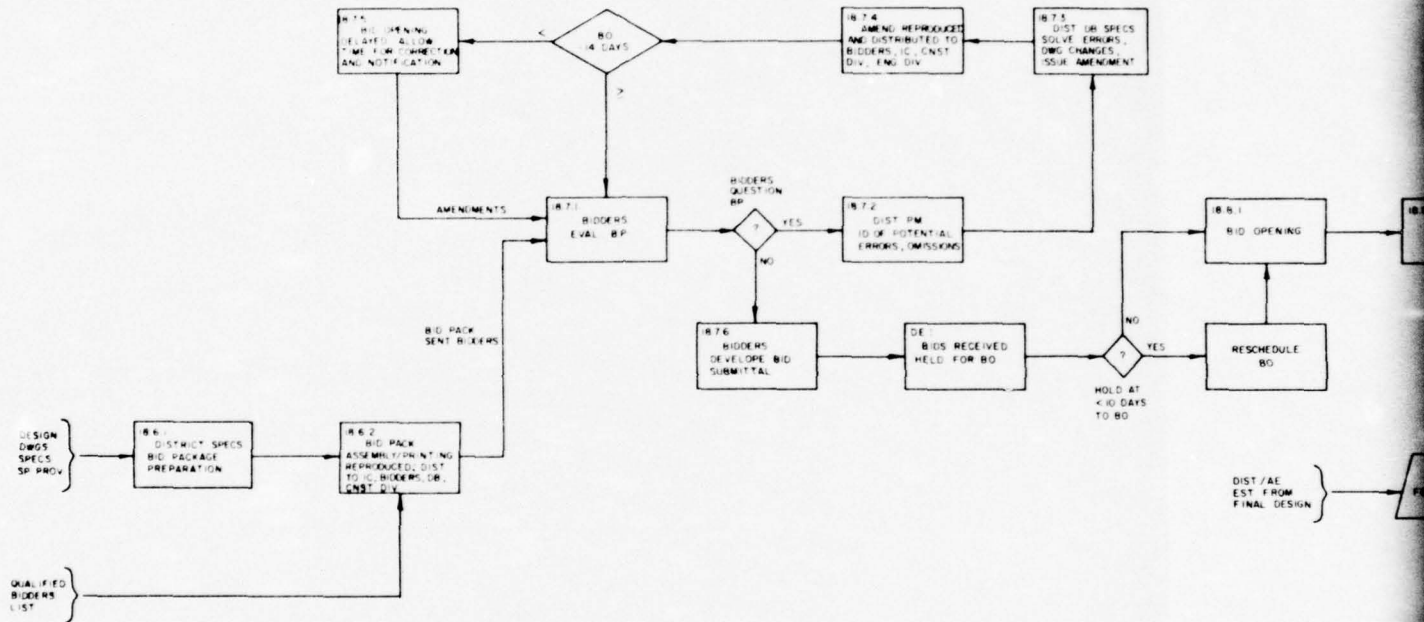 18.7.5
BID OPENING
DELAYED, ALLOW
TIME FOR CORRECTION
AND NOTIFICATION
<
BO
14 DAYS
≥
18.7.4
AMEND REPRODUCED
AND DISTRIBUTED TO
BIDDERS, IC, CNST
DIV, ENG DIV
18.7.3
DIST DB SPECS
SOLVE ERRORS,
DWG CHANGES,
ISSUE AMENDMENT
AMENDMENTS
18.7.1
BIDDERS
EVAL B.P
BIDDERS
QUESTION
BP
?
YES
NO
18.7.2
DIST PM
ID OF POTENTIAL
ERRORS, OMISSIONS
18.8.1
BID OPENING
BID PACK
SENT BIDDERS
18.7.6
BIDDERS
DEVELOPE BID
SUBMITTAL
BIDS RECEIVED
HELD FOR BO
NO
?
YES
HOLD AT
<10 DAYS
TO BO
RESCHEDULE
BO
DESIGN
DWGS
SPECS
SP PROV
18.6.1
DISTRICT SPECS
BID PACKAGE
PREPARATION
18.6.2
BID PACK
ASSEMBLY/PRINTING
REPRODUCED, DIST
TO IC, BIDDERS, DB,
CNST DIV
DIST/AE
EST FROM
FINAL DESIGN
QUALIFIED
BIDDERS
LIST